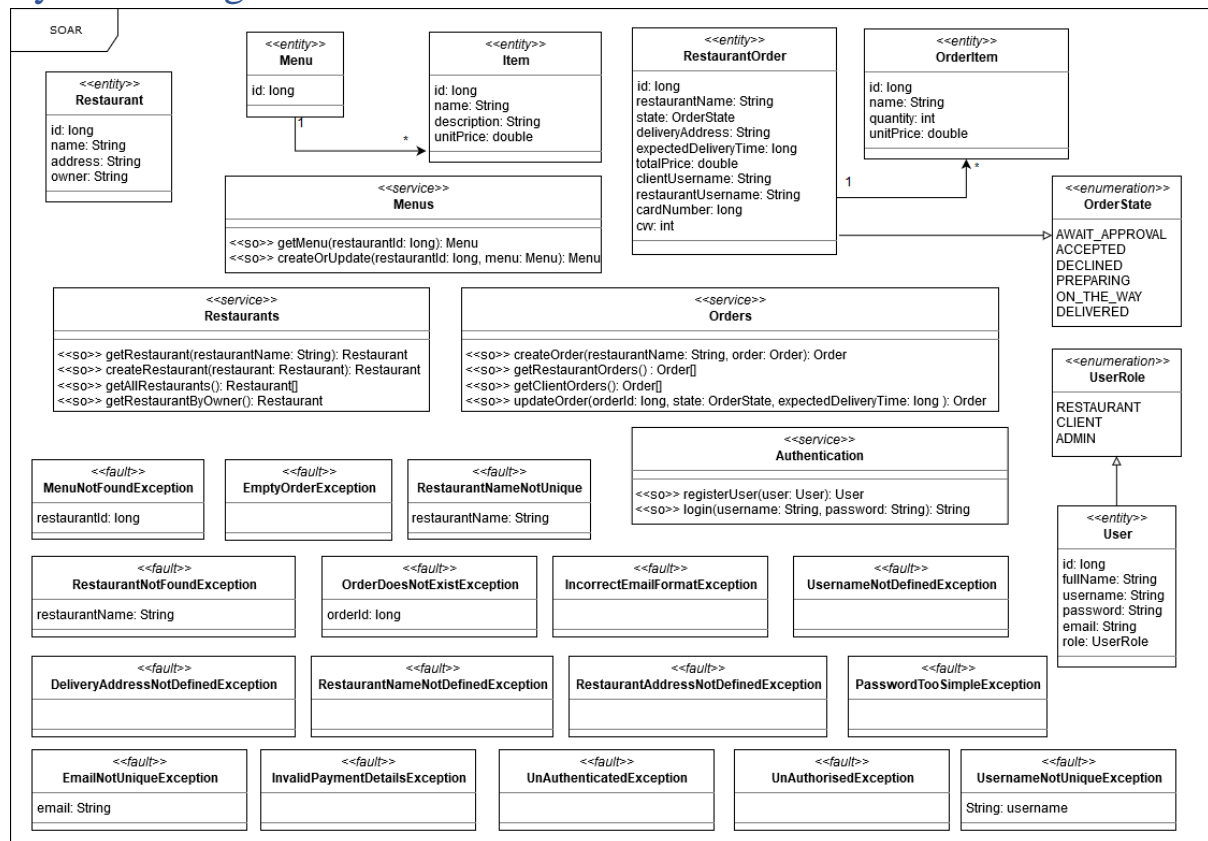 SOAR
<<entity>>
Restaurant
id: long
name: String
address: String
owner: String
<<entity>>
Menu
id: long
1
*
<<entity>>
Item
id: long
name: String
description: String
unitPrice: double
<<entity>>
RestaurantOrder
id: long
restaurantName: String
state: OrderState
deliveryAddress: String
expectedDeliveryTime: long
totalPrice: double
clientUsername: String
restaurantUsername: String
cardNumber: long
cvv: int
1
*
<<entity>>
OrderItem
id: long
name: String
quantity: int
unitPrice: double
<<enumeration>>
OrderState
AWAIT_APPROVAL
ACCEPTED
DECLINED
PREPARING
ON_THE_WAY
DELIVERED
<<service>>
Menus
<<so>> getMenu(restaurantId: long): Menu
<<so>> createOrUpdate(restaurantId: long, menu: Menu): Menu
<<service>>
Restaurants
<<so>> getRestaurant(restaurantName: String): Restaurant
<<so>> createRestaurant(restaurant: Restaurant): Restaurant
<<so>> getAllRestaurants(): Restaurant[]
<<so>> getRestaurantByOwner(): Restaurant
<<service>>
Orders
<<so>> createOrder(restaurantName: String, order: Order): Order
<<so>> getRestaurantOrders() : Order[]
<<so>> getClientOrders(): Order[]
<<so>> updateOrder(orderId: long, state: OrderState, expectedDeliveryTime: long ): Order
<<enumeration>>
UserRole
RESTAURANT
CLIENT
ADMIN
<<service>>
Authentication
<<so>> registerUser(user: User): User
<<so>> login(username: String, password: String): String
<<fault>>
MenuNotFoundException
restaurantId: long
<<fault>>
EmptyOrderException
<<fault>>
RestaurantNameNotUnique
restaurantName: String
<<entity>>
User
id: long
fullName: String
username: String
password: String
email: String
role: UserRole
<<fault>>
RestaurantNotFoundException
restaurantName: String
<<fault>>
OrderDoesNotExistException
orderId: long
<<fault>>
IncorrectEmailFormatException
<<fault>>
UsernameNotDefinedException
<<fault>>
DeliveryAddressNotDefinedException
<<fault>>
RestaurantNameNotDefinedException
<<fault>>
RestaurantAddressNotDefinedException
<<fault>>
PasswordTooSimpleException
<<fault>>
EmailNotUniqueException
email: String
<<fault>>
InvalidPaymentDetailsException
<<fault>>
UnAuthenticatedException
<<fault>>
UnAuthorisedException
<<fault>>
UsernameNotUniqueException
String: username